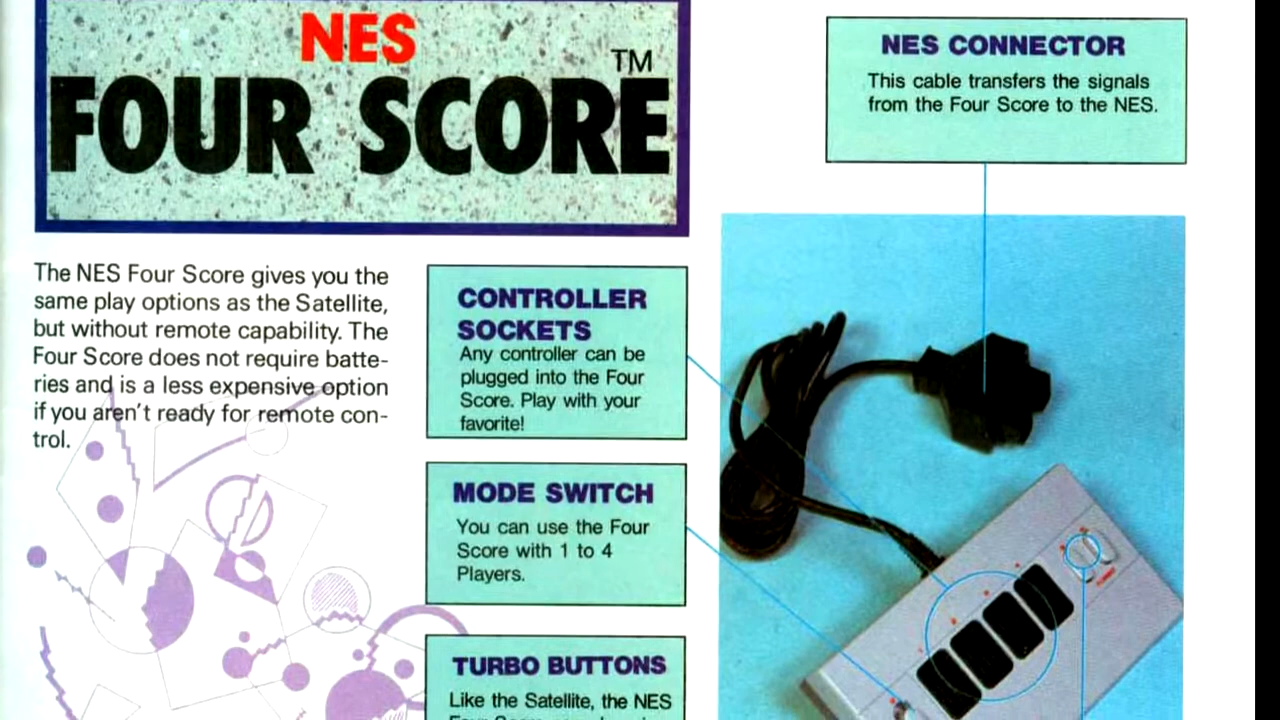 NES
FOUR SCORE™
The NES Four Score gives you the
same play options as the Satellite,
but without remote capability. The
Four Score does not require batte-
ries and is a less expensive option
if you aren't ready for remote con-
trol.
CONTROLLER
SOCKETS
Any controller can be
plugged into the Four
Score. Play with your
favorite!
MODE SWITCH
You can use the Four
Score with 1 to 4
Players.
TURBO BUTTONS
Like the Satellite, the NES
NES CONNECTOR
This cable transfers the signals
from the Four Score to the NES.